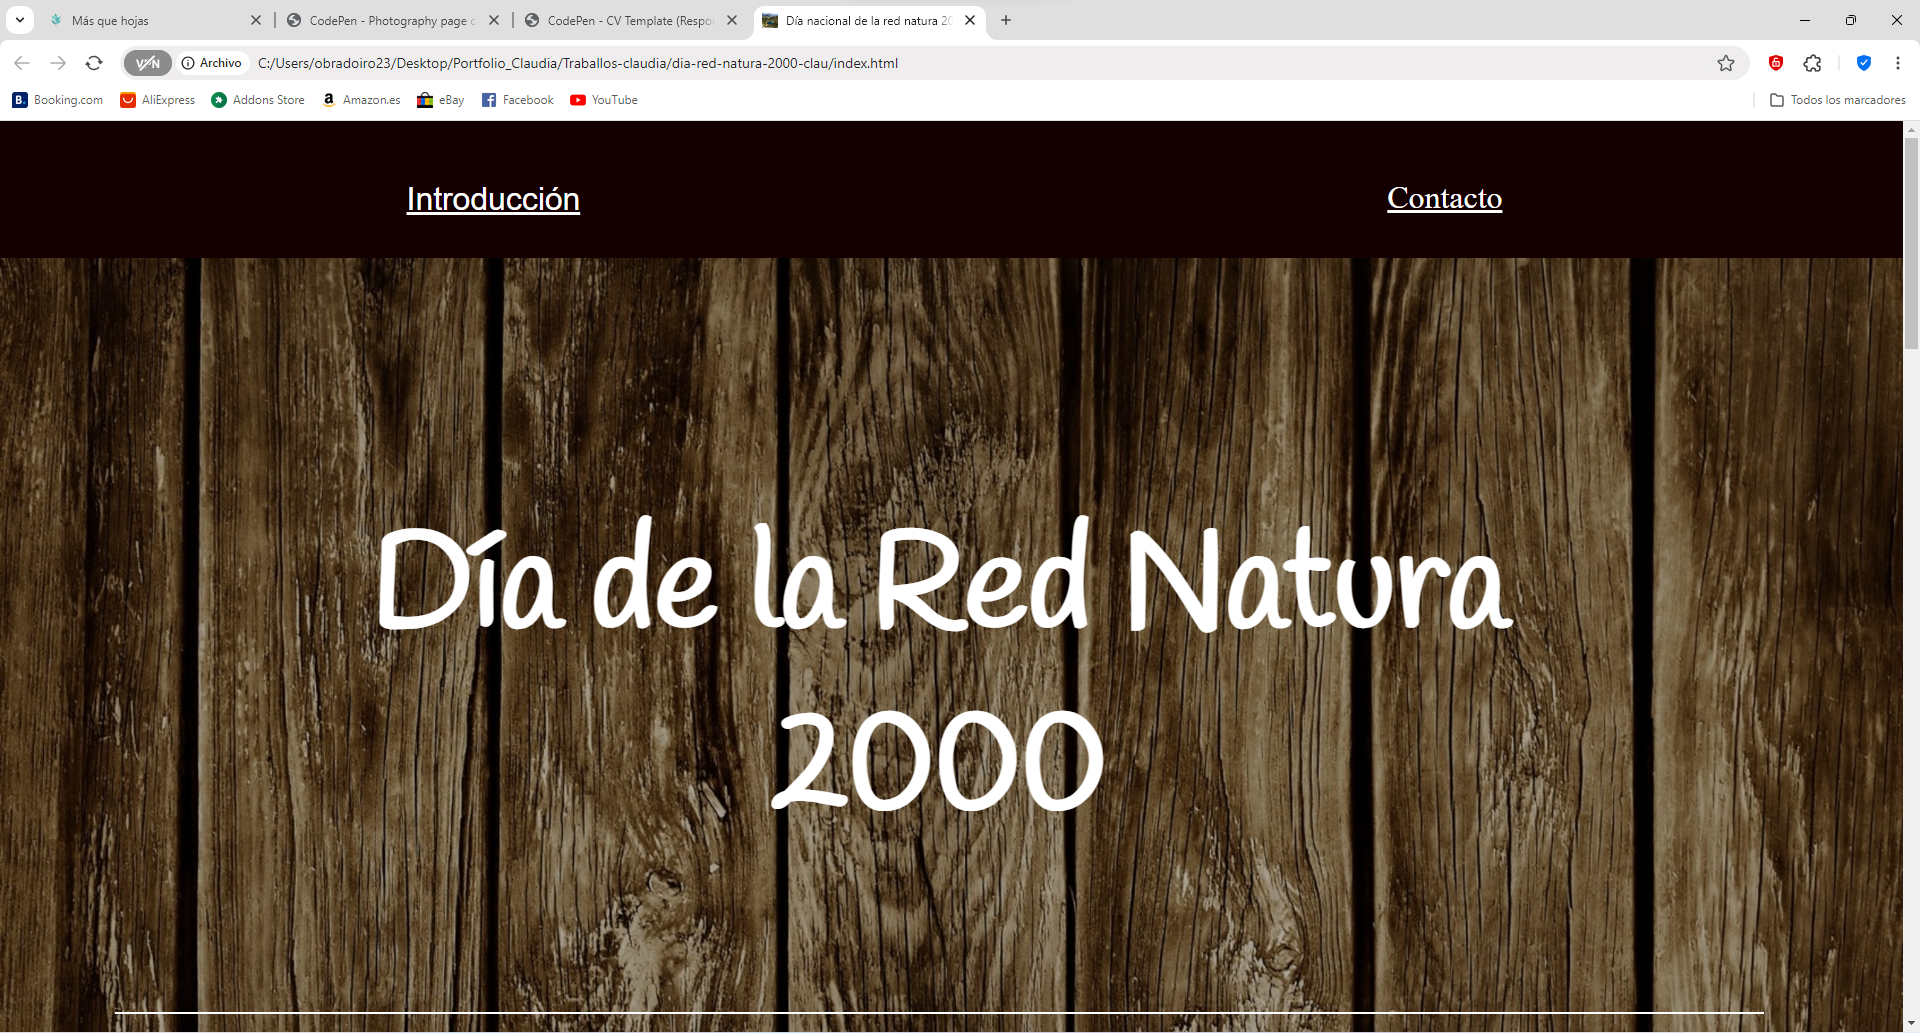 Más que hojas
CodePen - Photography page c
CodePen - CV Template (Respo
Día nacional de la red natura 20
VPN
Archivo
C:/Users/obradoiro23/Desktop/Portfolio_Claudia/Traballos-claudia/dia-red-natura-2000-clau/index.html
B. Booking.com
AliExpress
Addons Store
a Amazon.es
eBay
Facebook
YouTube
Todos los marcadores
Introducción
Contacto
Día de la Red Natura
2000